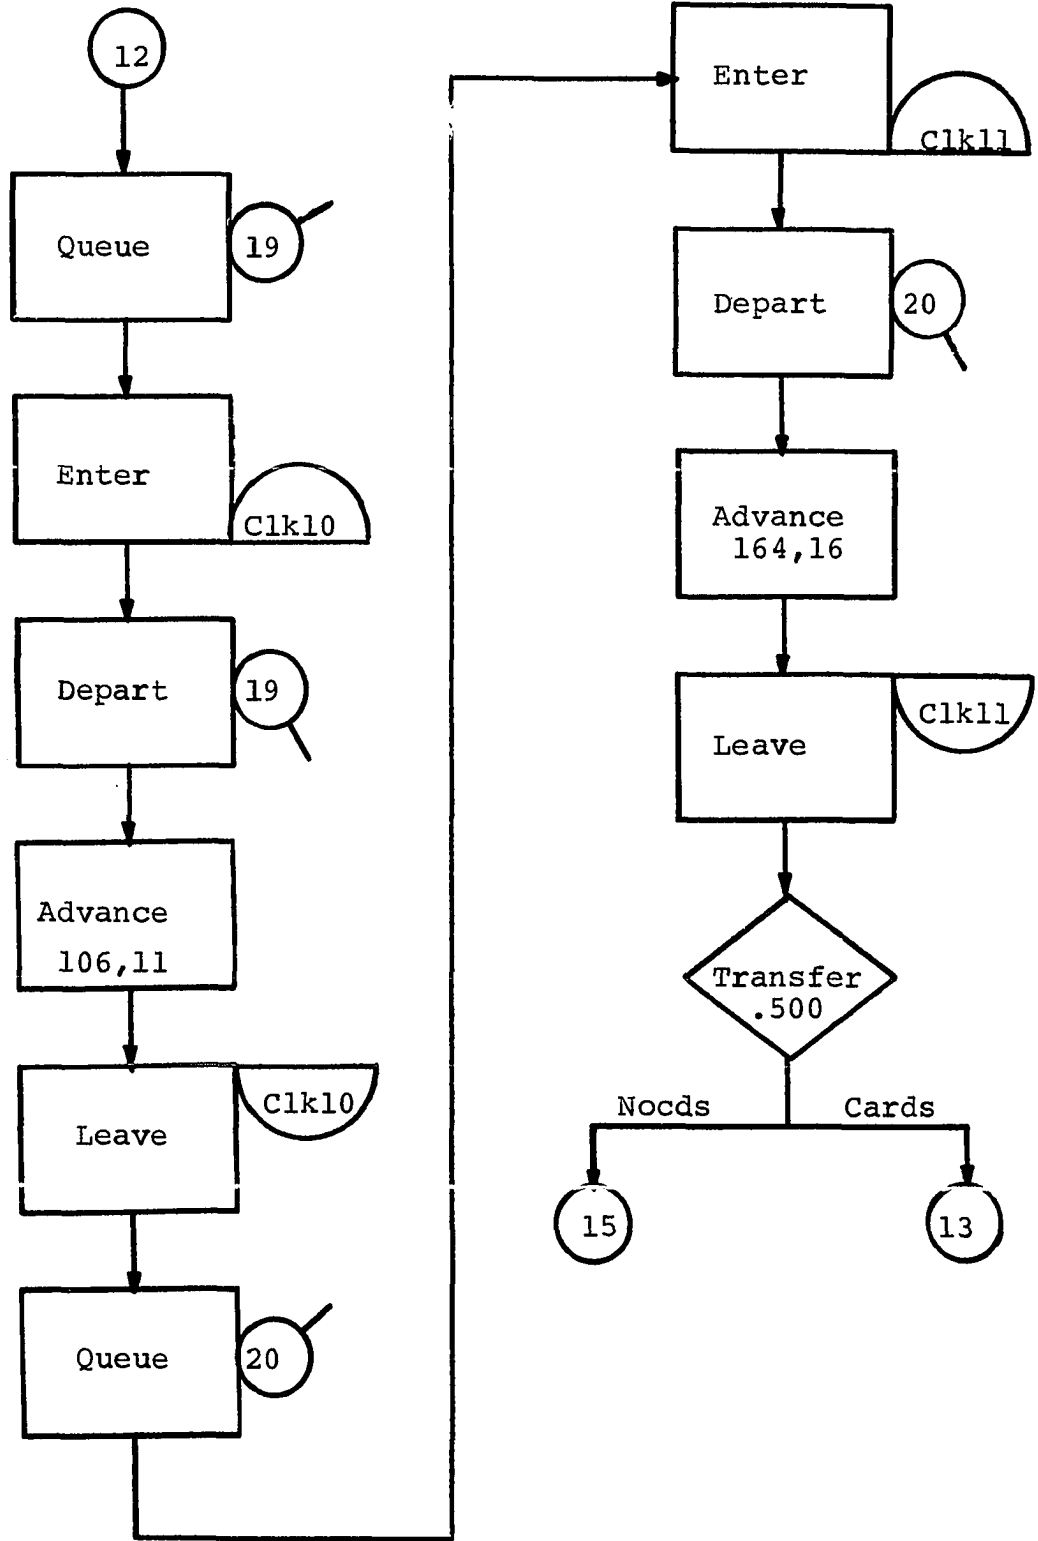 12
Queue
19
Enter
Clk10
Depart
19
Advance
106,11
Leave
Clk10
Queue
20
Enter
Clk11
Depart
20
Advance
164,16
Leave
Clk11
Transfer
.500
Nocds
Cards
15
13